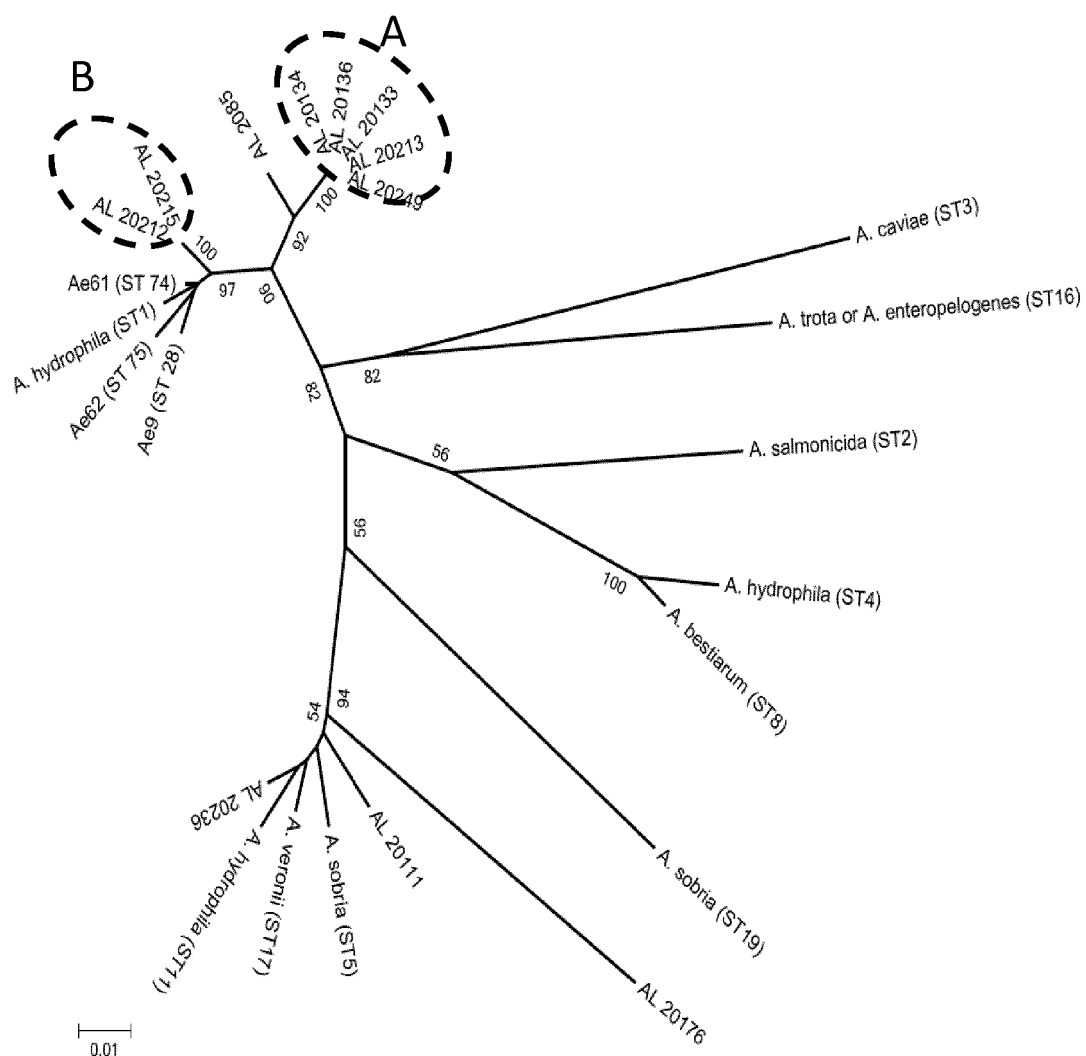 A
B
AL 2085
AL 20134
AL 20136
AL 20133
AL 20213
AL 20249
AL 20215
AL 20212
100
100
92
97
90
Ae61 (ST 74)
A. hydrophila (ST1)
Ae62 (ST 75)
Ae9 (ST 28)
A. caviae (ST3)
A. trota or A. enteropelogenes (ST16)
82
82
A. salmonicida (ST2)
56
56
100
A. hydrophila (ST4)
A. bestiarum (ST8)
94
54
AL 20236
A. hydrophila (ST11)
A. veronii (ST17)
A. sobria (ST5)
AL 20111
A. sobria (ST19)
AL 20176
0.01